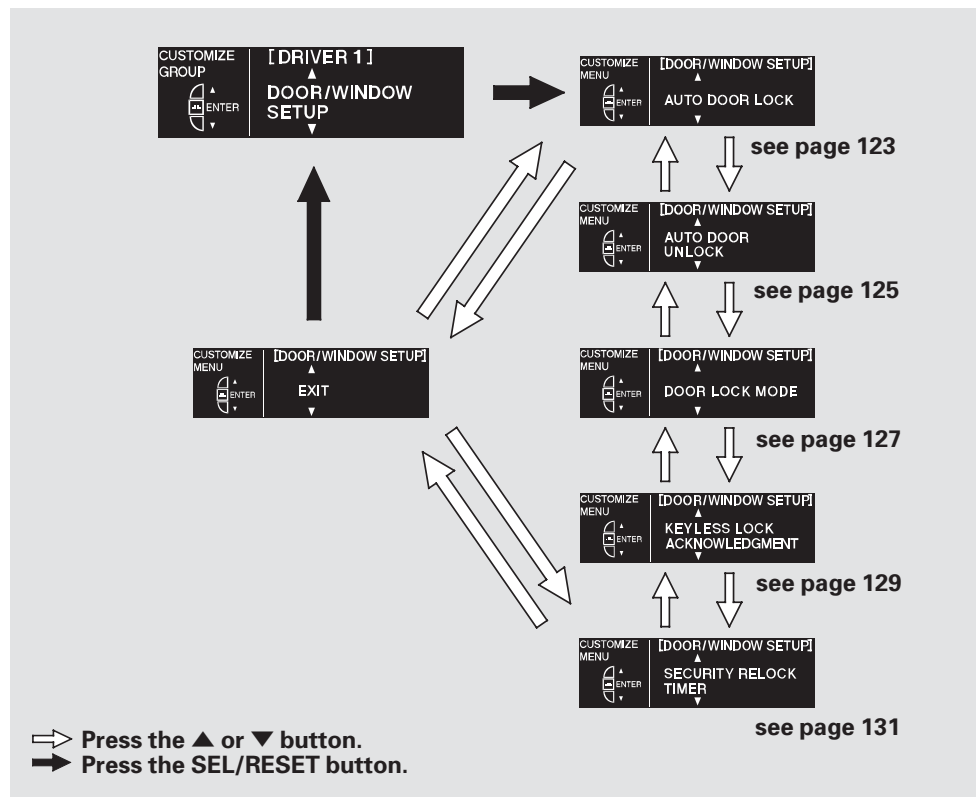 CUSTOMIZE
GROUP
ENTER
[DRIVER 1]
▲
DOOR/WINDOW
SETUP
▼
CUSTOMIZE
MENU
ENTER
[DOOR/WINDOW SETUP]
▲
AUTO DOOR LOCK
▼
see page 123
CUSTOMIZE
MENU
ENTER
[DOOR/WINDOW SETUP]
▲
AUTO DOOR
UNLOCK
▼
see page 125
CUSTOMIZE
MENU
ENTER
[DOOR/WINDOW SETUP]
▲
EXIT
▼
CUSTOMIZE
MENU
ENTER
[DOOR/WINDOW SETUP]
▲
DOOR LOCK MODE
▼
see page 127
CUSTOMIZE
MENU
ENTER
[DOOR/WINDOW SETUP]
▲
KEYLESS LOCK
ACKNOWLEDGMENT
see page 129
CUSTOMIZE
MENU
ENTER
[DOOR/WINDOW SETUP]
▲
SECURITY RELOCK
TIMER
▼
see page 131
Press the ▲ or ▼ button.
Press the SEL/RESET button.